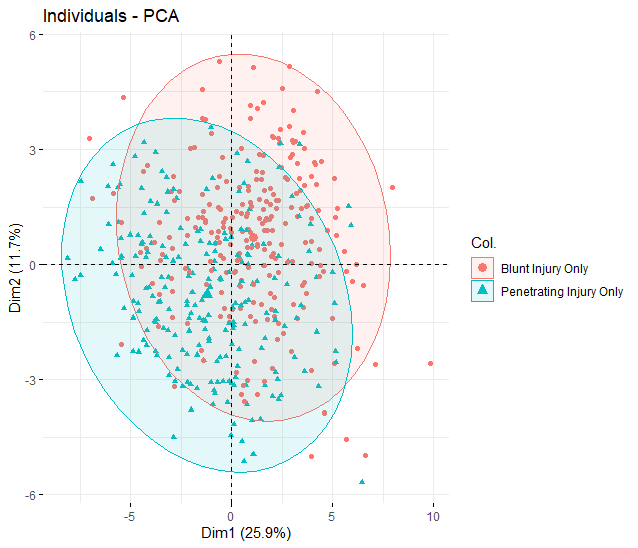 Individuals - PCA
6
3
0
-3
-6
Dim2 (11.7%)
-5
0
5
10
Dim1 (25.9%)
Col.
Blunt Injury Only
Penetrating Injury Only